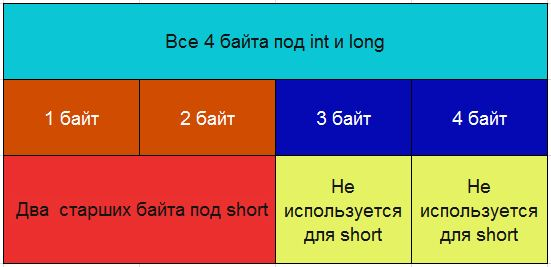 Все 4 байта под int и long
1 байт
2 байт
3 байт
4 байт
Два старших байта под short
Не
используется
для short
Не
используется
для short